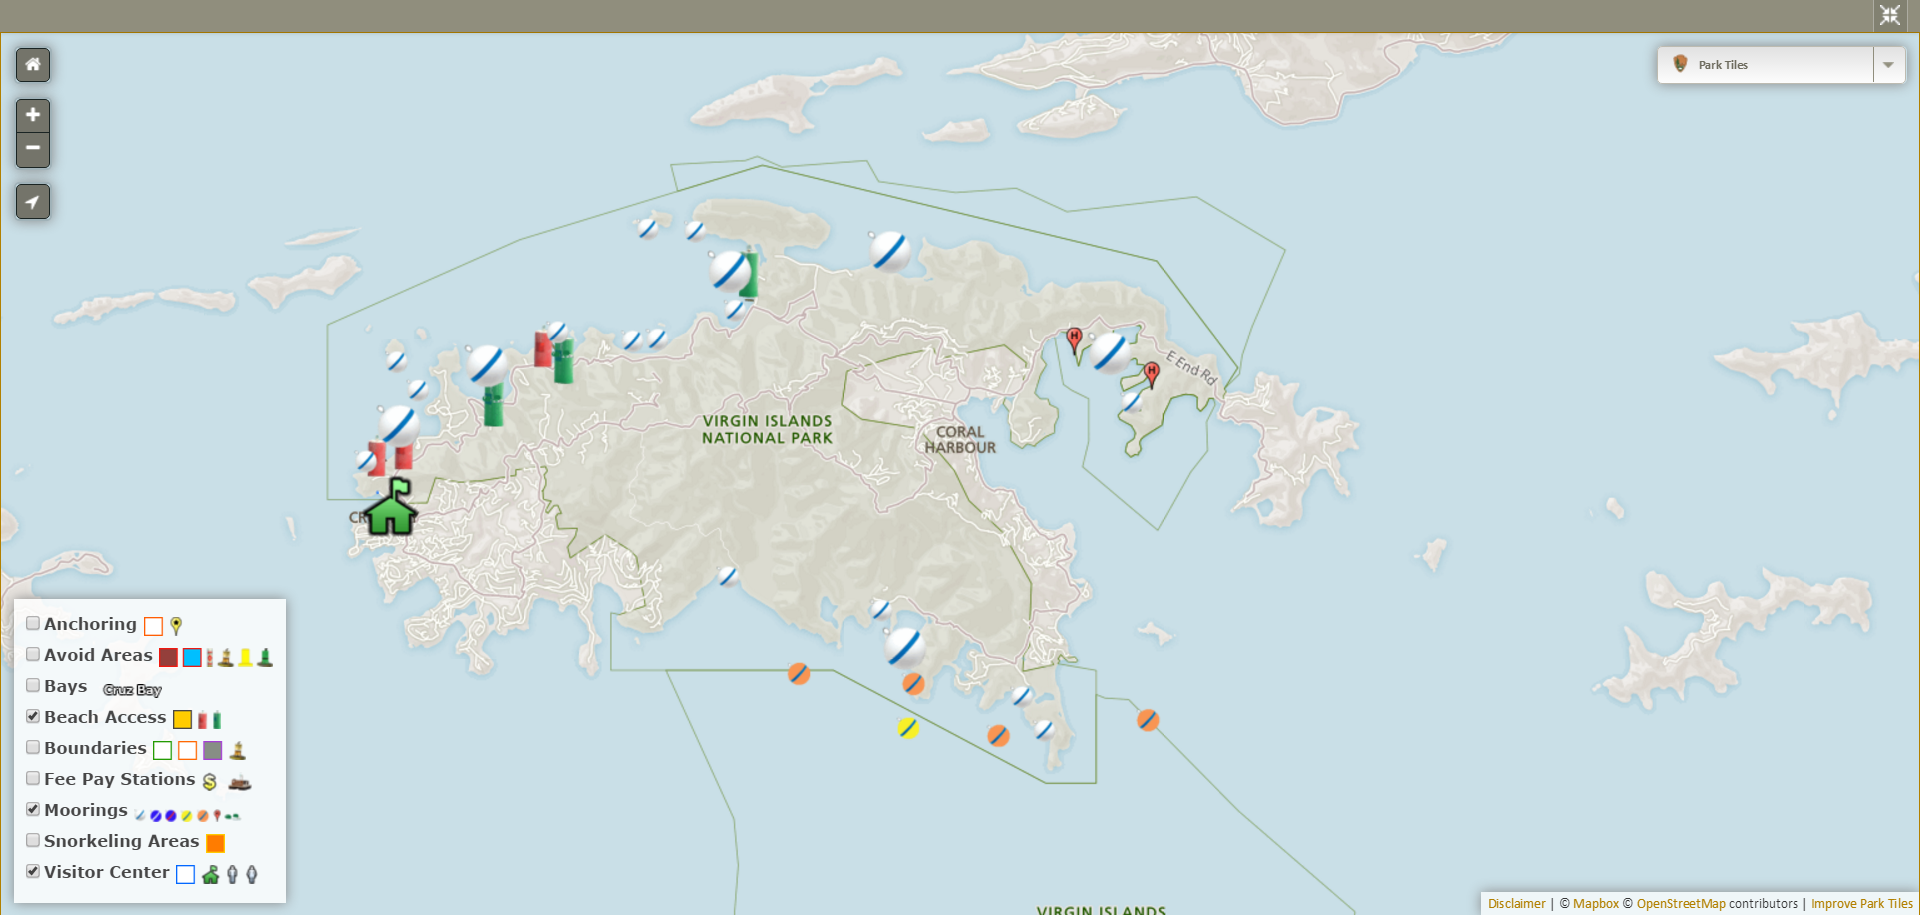 Park Tiles
E End Rd
VIRGIN ISLANDS
NATIONAL PARK
CORAL
HARBOUR
H
H
CR
Anchoring
Avoid Areas
Bays Cruz Bay
Beach Access
Boundaries
Fee Pay Stations $
Moorings
Snorkeling Areas
Visitor Center
VIRGIN ISLANDS
Disclaimer | © Mapbox © OpenStreetMap contributors | Improve Park Tiles